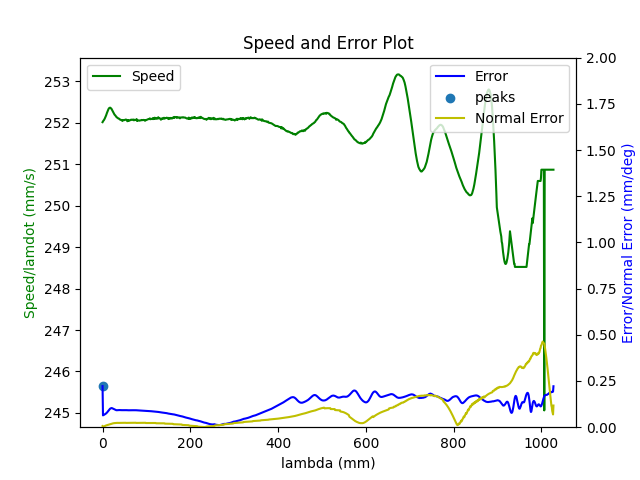 Speed and Error Plot
Speed
Error
peaks
Normal Error
253
252
251
250
249
248
247
246
245
Speed/lamdot (mm/s)
2.00
1.75
1.50
1.25
1.00
0.75
0.50
0.25
0.00
Error/Normal Error (mm/deg)
0 200 400 600 800 1000
lambda (mm)